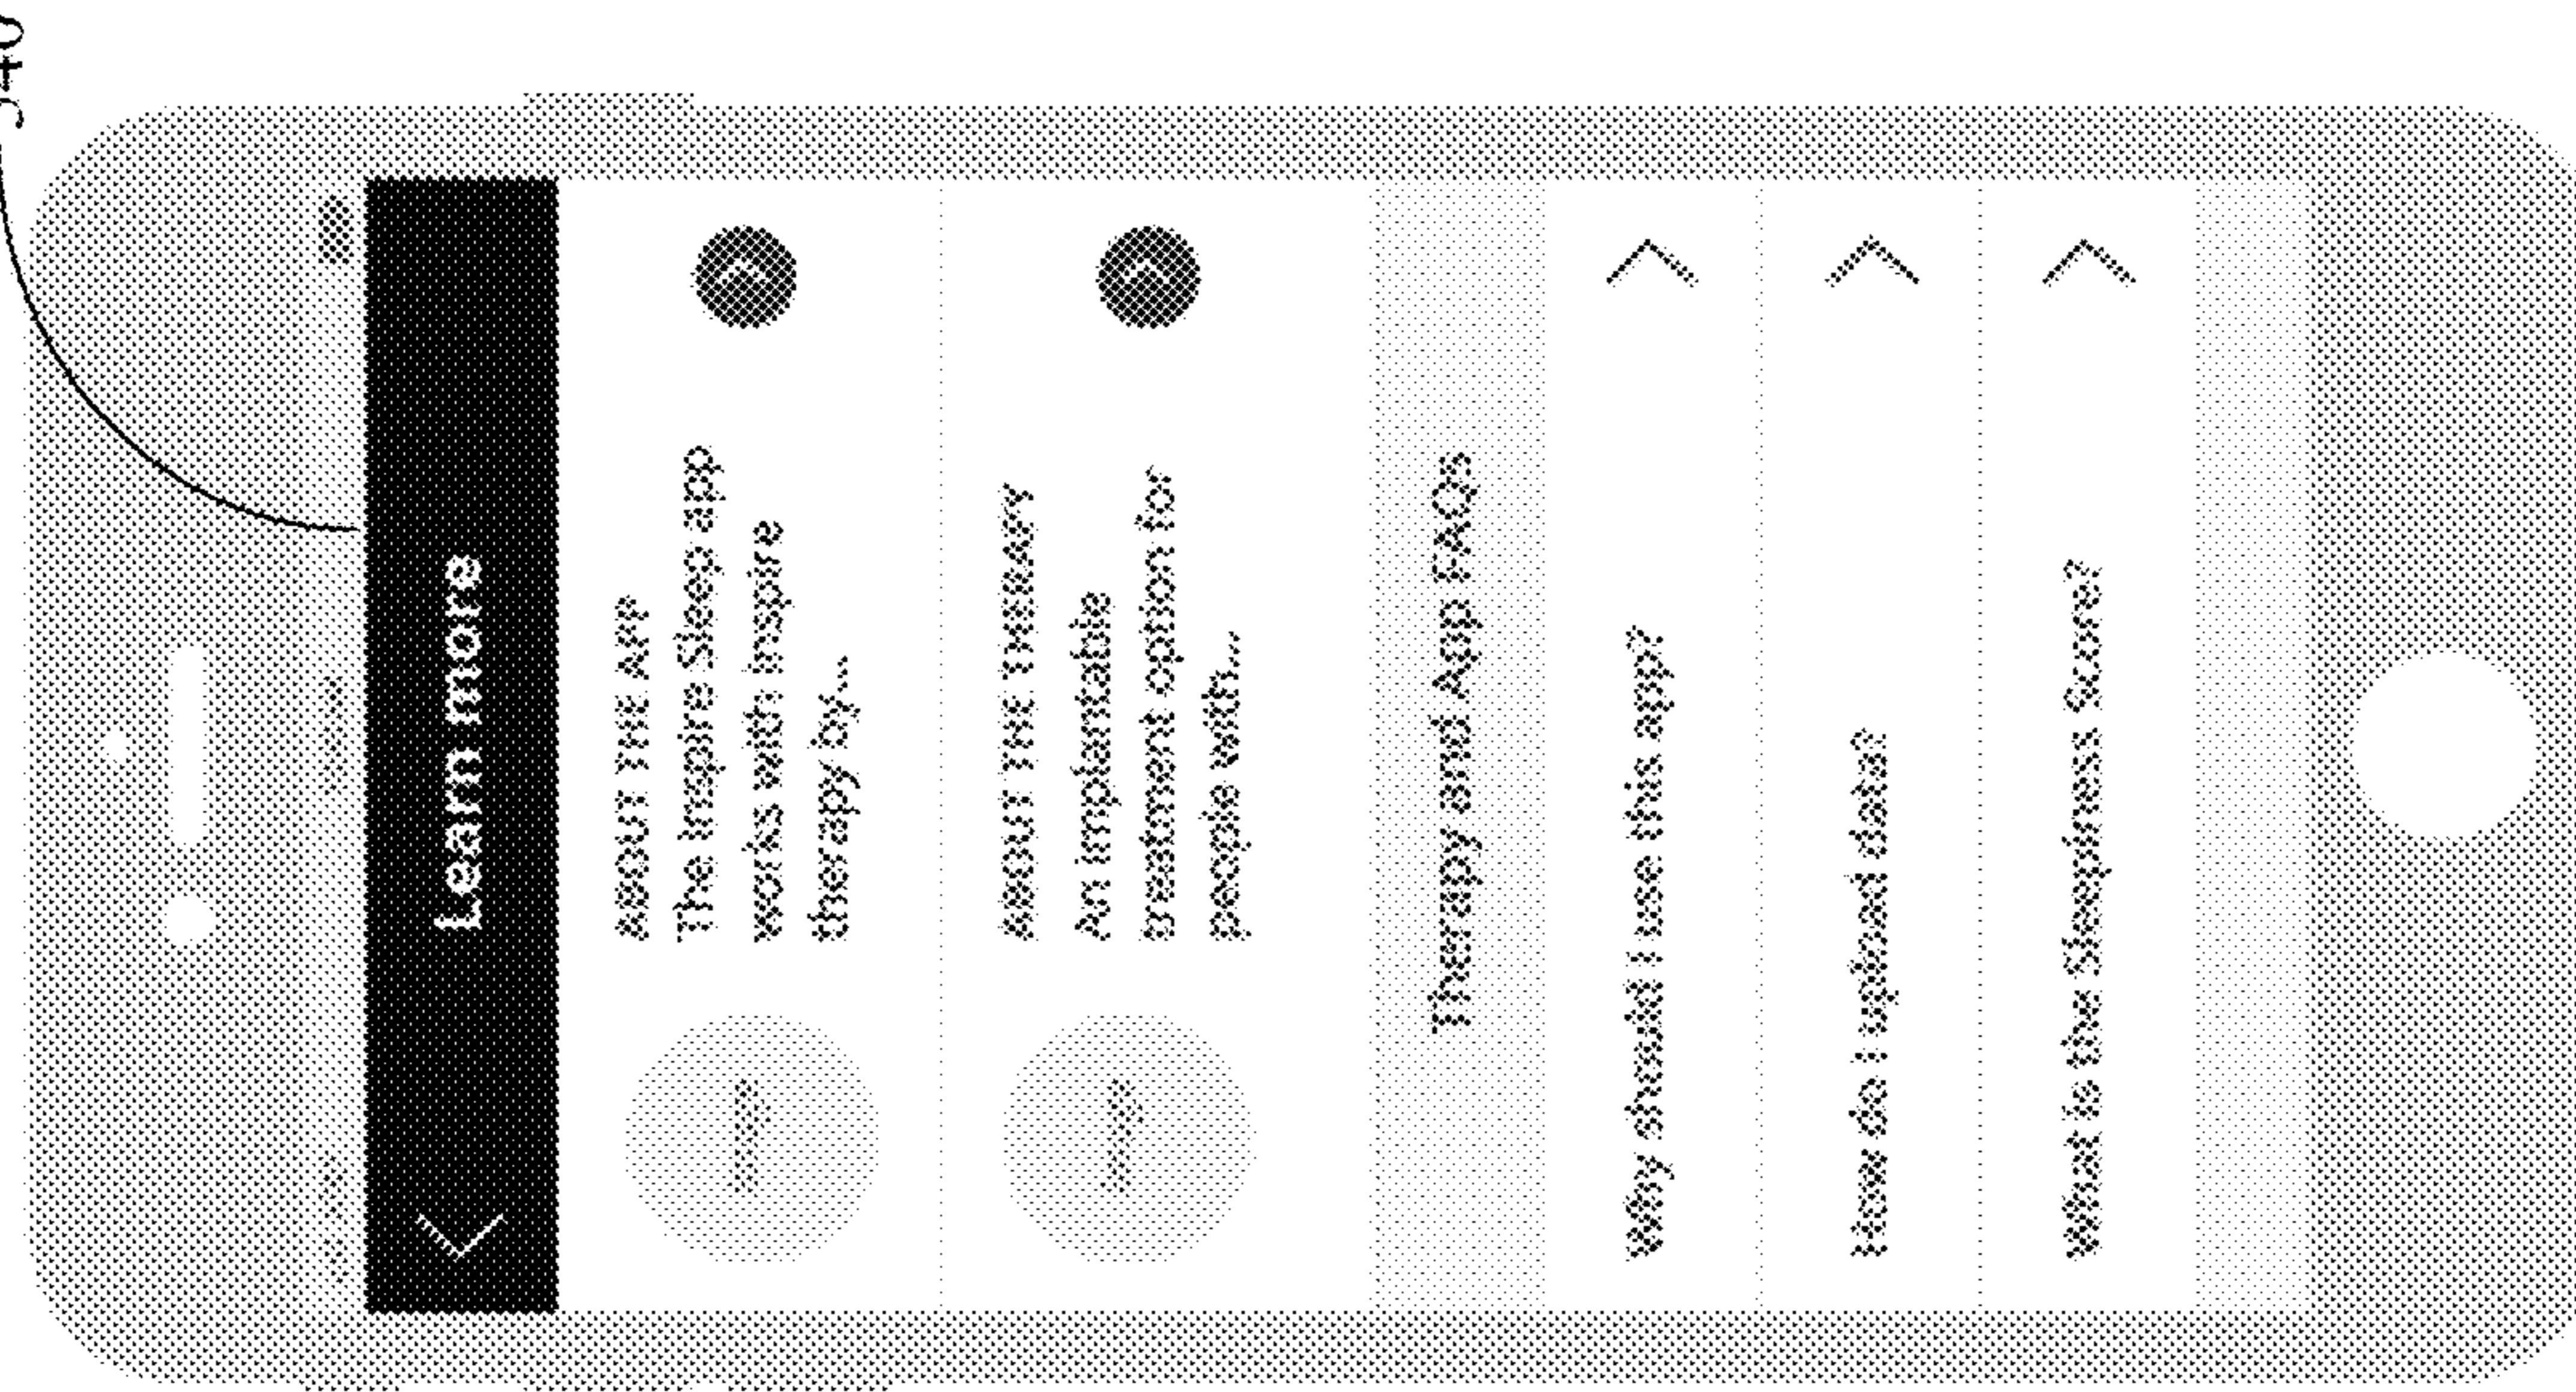 Learn more
ABOUT THE APP
The Inspire Sleep app
works with Inspire
therapy by...
ABOUT THE THERAPY
An implantable
treatment option for
people with...
Therapy and App FAQs
Why should I use this app?
How do I upload data?
What is the Sleepiness Score?